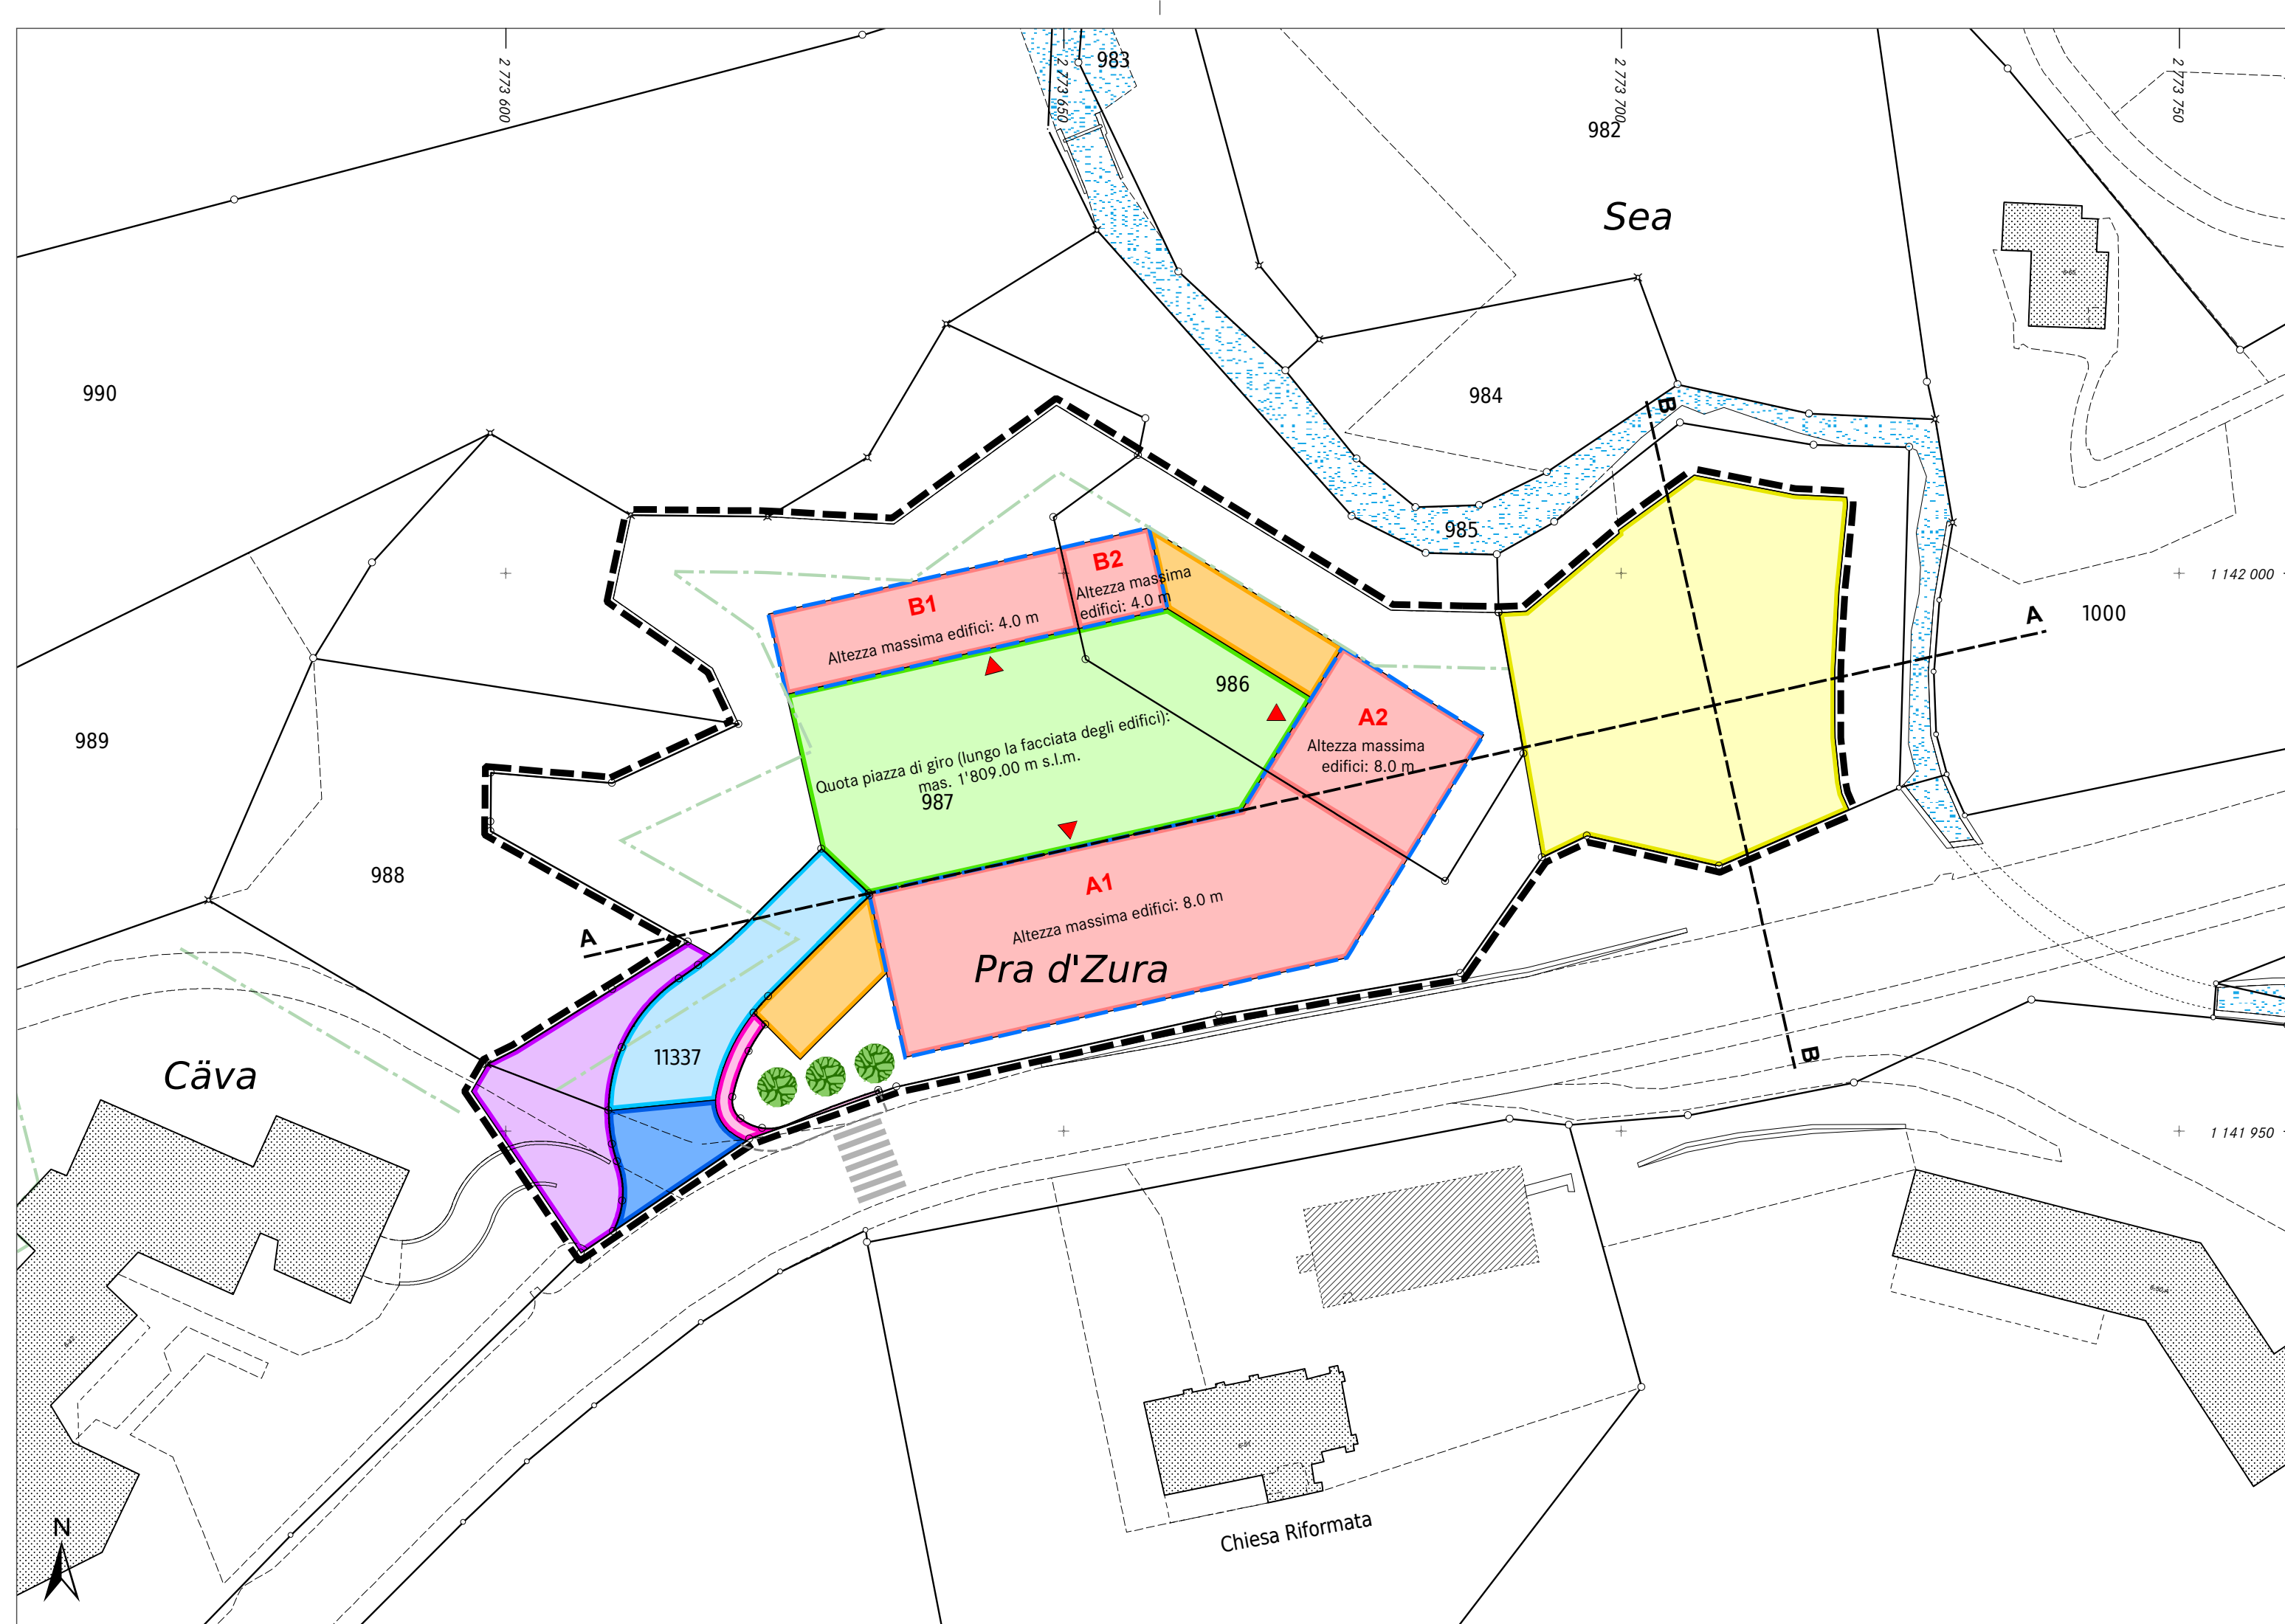 2 773 600
2 773 650
2 773 700
2 773 750
983
982
Sea
990
984
B
985
1 142 000
B2
Altezza massima
edifici: 4.0 m
B1
Altezza massima edifici: 4.0 m
A
1000
986
A2
Altezza massima
edifici: 8.0 m
989
Quota piazza di giro (lungo la facciata degli edifici):
mas. 1'809.00 m s.l.m.
987
988
A1
Altezza massima edifici: 8.0 m
A
Pra d'Zura
11337
B
Cäva
1 141 950
Chiesa Riformata
N